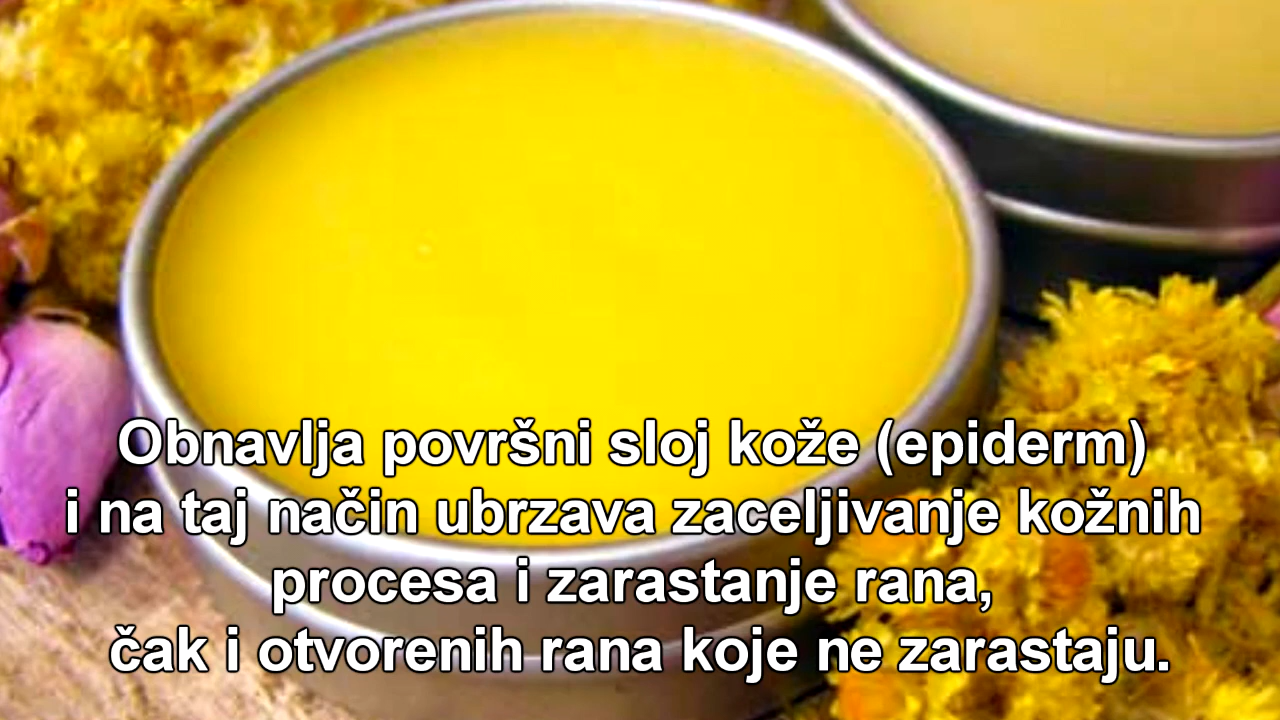 Obnavlja površni sloj kože (epiderm)
i na taj način ubrzava zaceljivanje kožnih
procesa i zarastanje rana,
čak i otvorenih rana koje ne zarastaju.